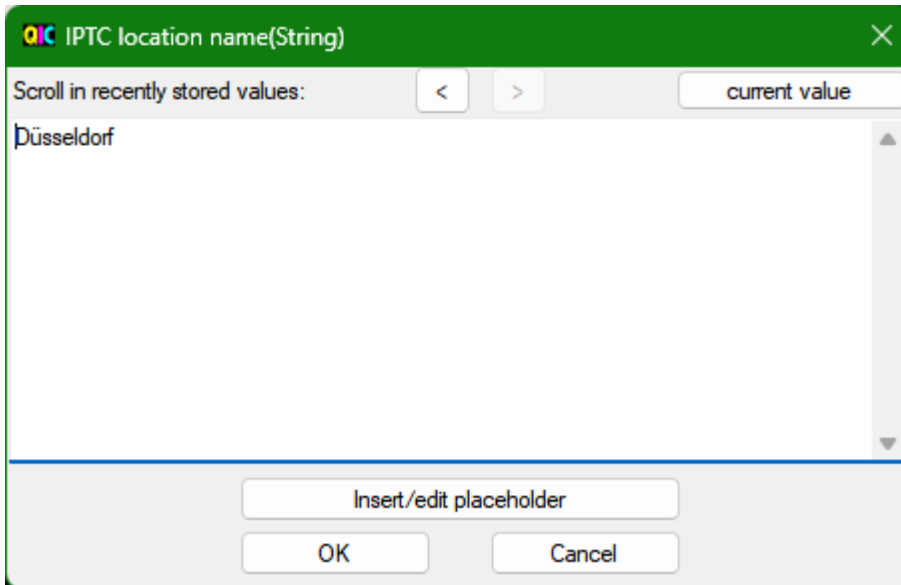 QIC IPTC location name(String)
Scroll in recently stored values: < > current value
Düsseldorf
Insert/edit placeholder
OK Cancel